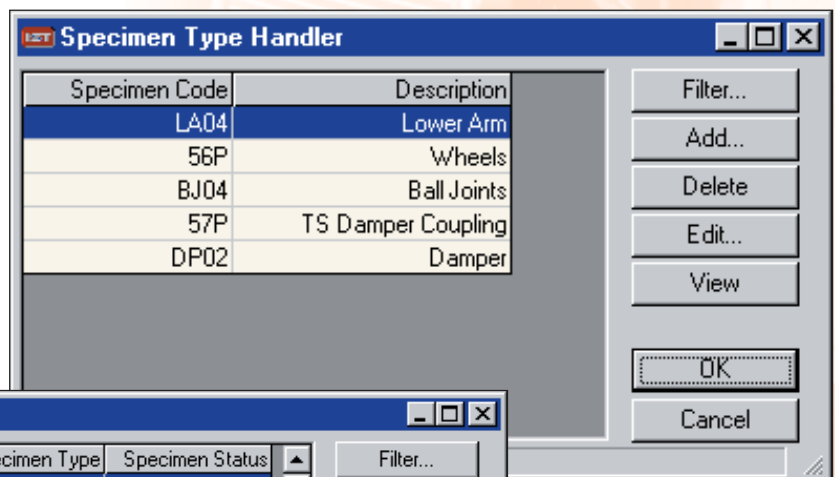 Specimen Type Handler
Specimen Code Description
LA04 Lower Arm
56P Wheels
BJ04 Ball Joints
57P TS Damper Coupling
DP02 Damper
Filter...
Add...
Delete
Edit...
View
OK
Cancel
Type Specimen Status
Filter...